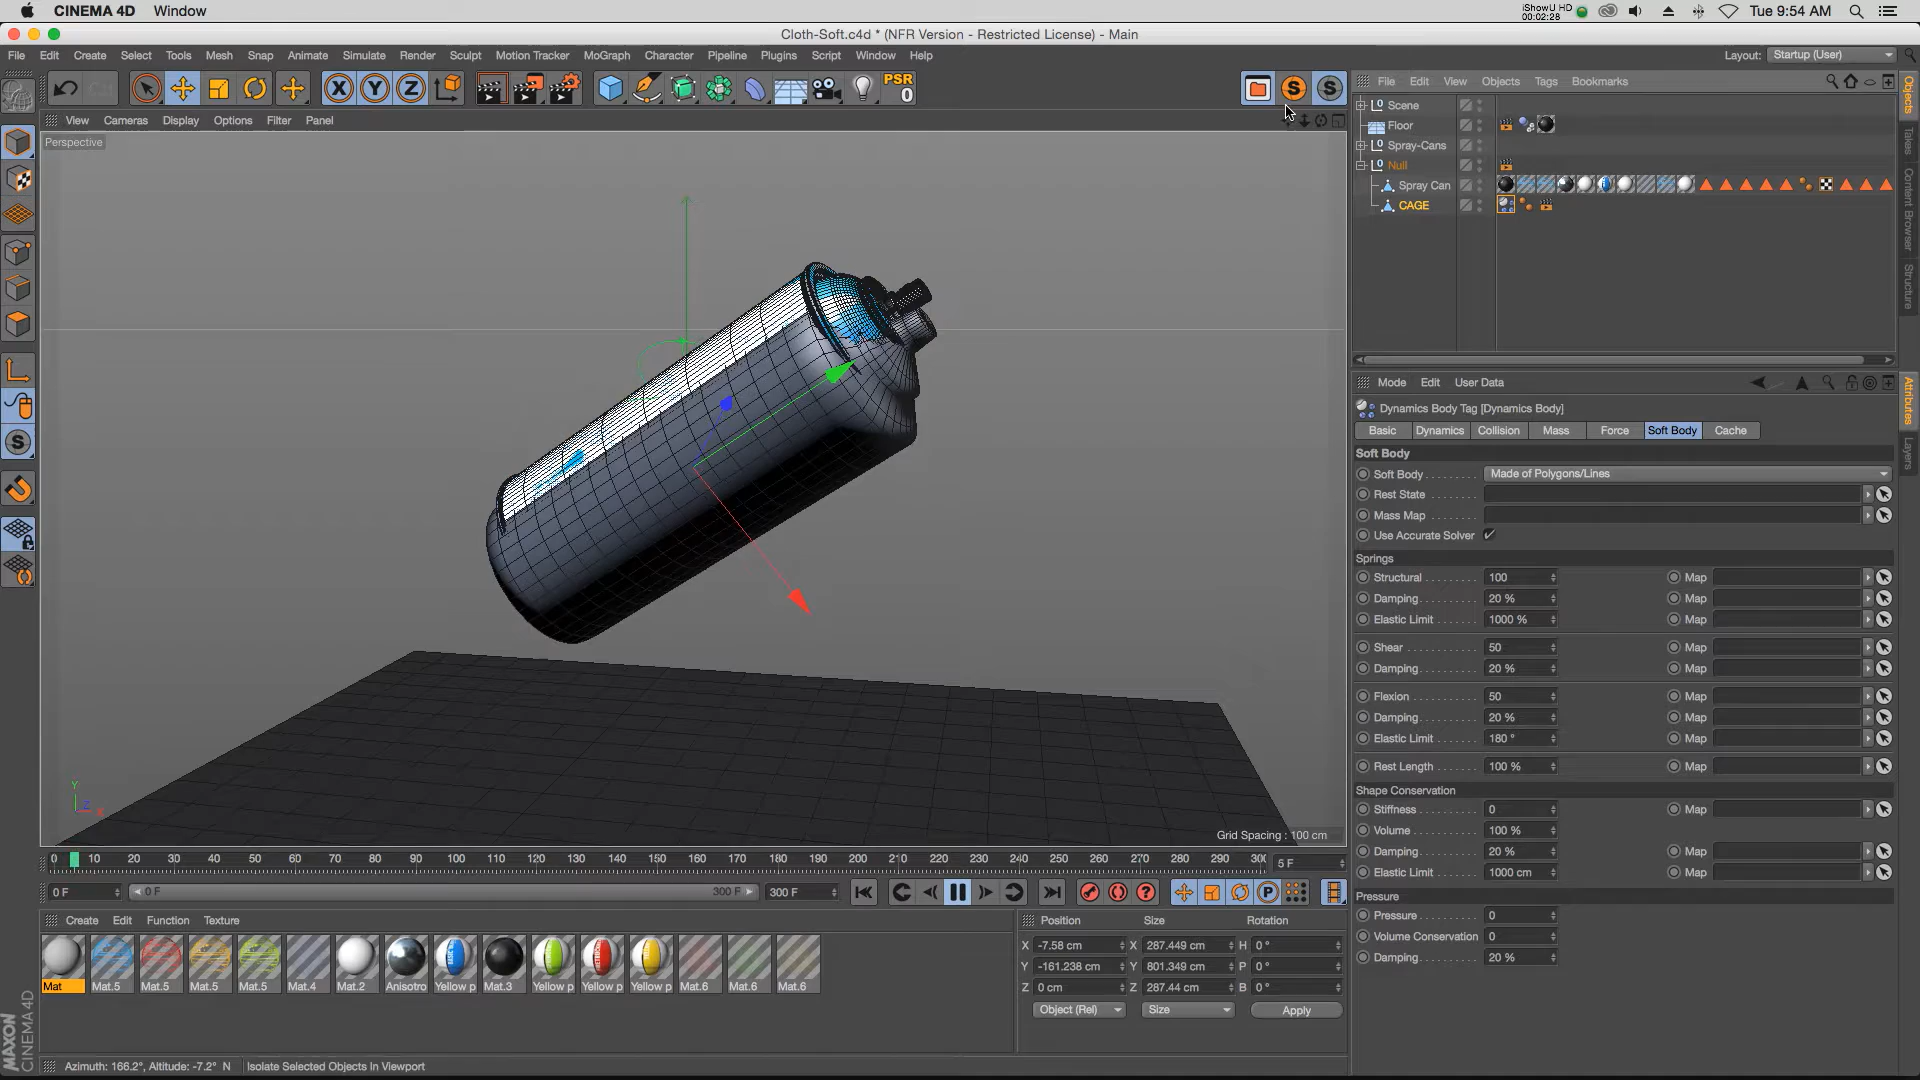 CINEMA 4D Window
iShowU HD
00:02:28
Tue 9:54 AM
Cloth-Soft.c4d * (NFR Version - Restricted License) - Main
File Edit Create Select Tools Mesh Snap Animate Simulate Render Sculpt Motion Tracker MoGraph Character Pipeline Plugins Script Window Help
Layout: Startup (User)
X Y Z
PSR
0
S S
File Edit View Objects Tags Bookmarks
View Cameras Display Options Filter Panel
Perspective
Scene
Floor
Spray-Cans
Null
Spray Can
CAGE
Objects
Takes
Content Browser
Structure
Mode Edit User Data
Dynamics Body Tag [Dynamics Body]
Basic Dynamics Collision Mass Force Soft Body Cache
Attributes
Layers
Soft Body
Soft Body Made of Polygons/Lines
Rest State
Mass Map
Use Accurate Solver
Springs
Structural 100 Map
Damping 20 % Map
Elastic Limit 1000 % Map
Shear 50 Map
Damping 20 % Map
Flexion 50 Map
Damping 20 % Map
Elastic Limit 180 ° Map
Rest Length 100 % Map
Shape Conservation
Stiffness 0 Map
Volume 100 %
Damping 20 % Map
Elastic Limit 1000 cm Map
Pressure
Pressure 0
Volume Conservation 0
Damping 20 %
Y
Z
X
Grid Spacing : 100 cm
0 10 20 30 40 50 60 70 80 90 100 110 120 130 140 150 160 170 180 190 200 210 220 230 240 250 260 270 280 290 300
5 F
0 F 0 F 300 F 300 F
P
Create Edit Function Texture
Mat Mat.5 Mat.5 Mat.5 Mat.5 Mat.4 Mat.2 Anisotro Yellow p Mat.3 Yellow p Yellow p Yellow p Mat.6 Mat.6 Mat.6
Position Size Rotation
X -7.58 cm X 287.449 cm H 0 °
Y -161.238 cm Y 801.349 cm P 0 °
Z 0 cm Z 287.44 cm B 0 °
Object (Rel) Size Apply
MAXON
CINEMA 4D
Azimuth: 166.2°, Altitude: -7.2° N Isolate Selected Objects In Viewport